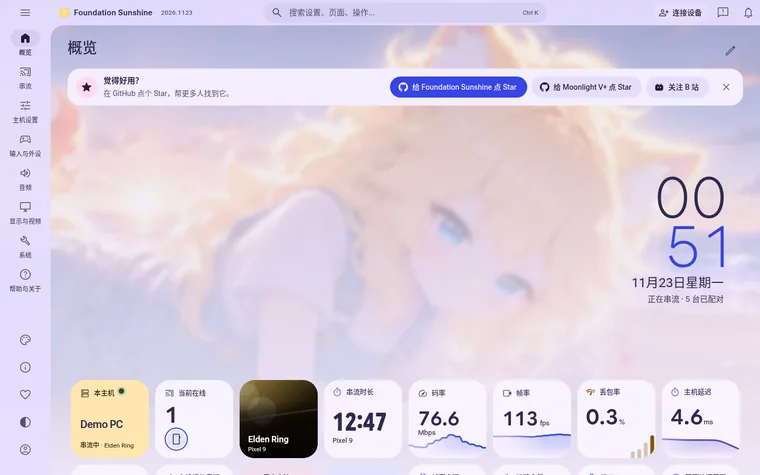 Foundation Sunshine 2026.1123
搜索设置、页面、操作... Ctrl K
连接设备
概览
串流
主机设置
输入与外设
音频
显示与视频
系统
帮助与关于
概览
觉得好用?
在 GitHub 点个 Star，帮更多人找到它。
给 Foundation Sunshine 点 Star
给 Moonlight V+ 点 Star
关注 B 站
00
51
11月23日星期一
正在串流 · 5 台已配对
本主机
Demo PC
串流中 · Elden Ring
当前在线
1
Elden Ring
Pixel 9
串流时长
12:47
Pixel 9
码率
76.6
Mbps
帧率
113 fps
丢包率
0.3 %
主机延迟
4.6 ms